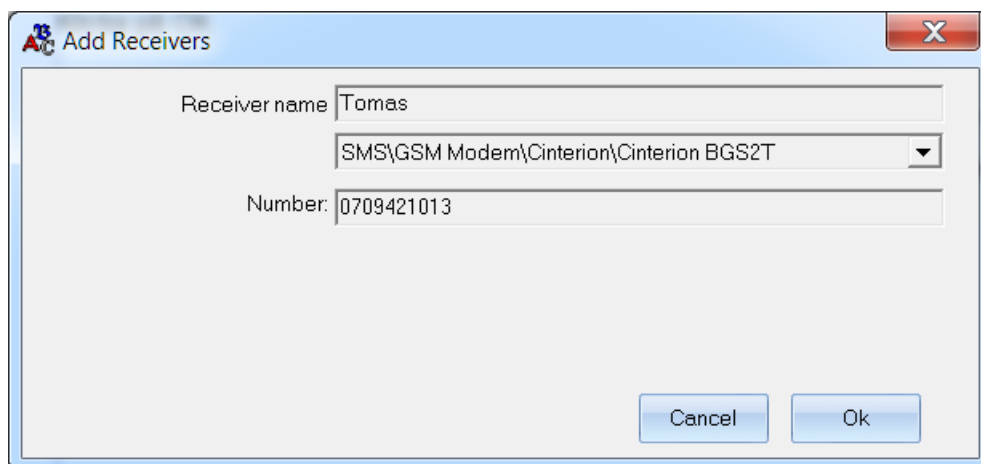 Add Receivers
Receiver name Tomas
SMS\GSM Modem\Cinterion\Cinterion BGS2T
Number: 0709421013
Cancel Ok